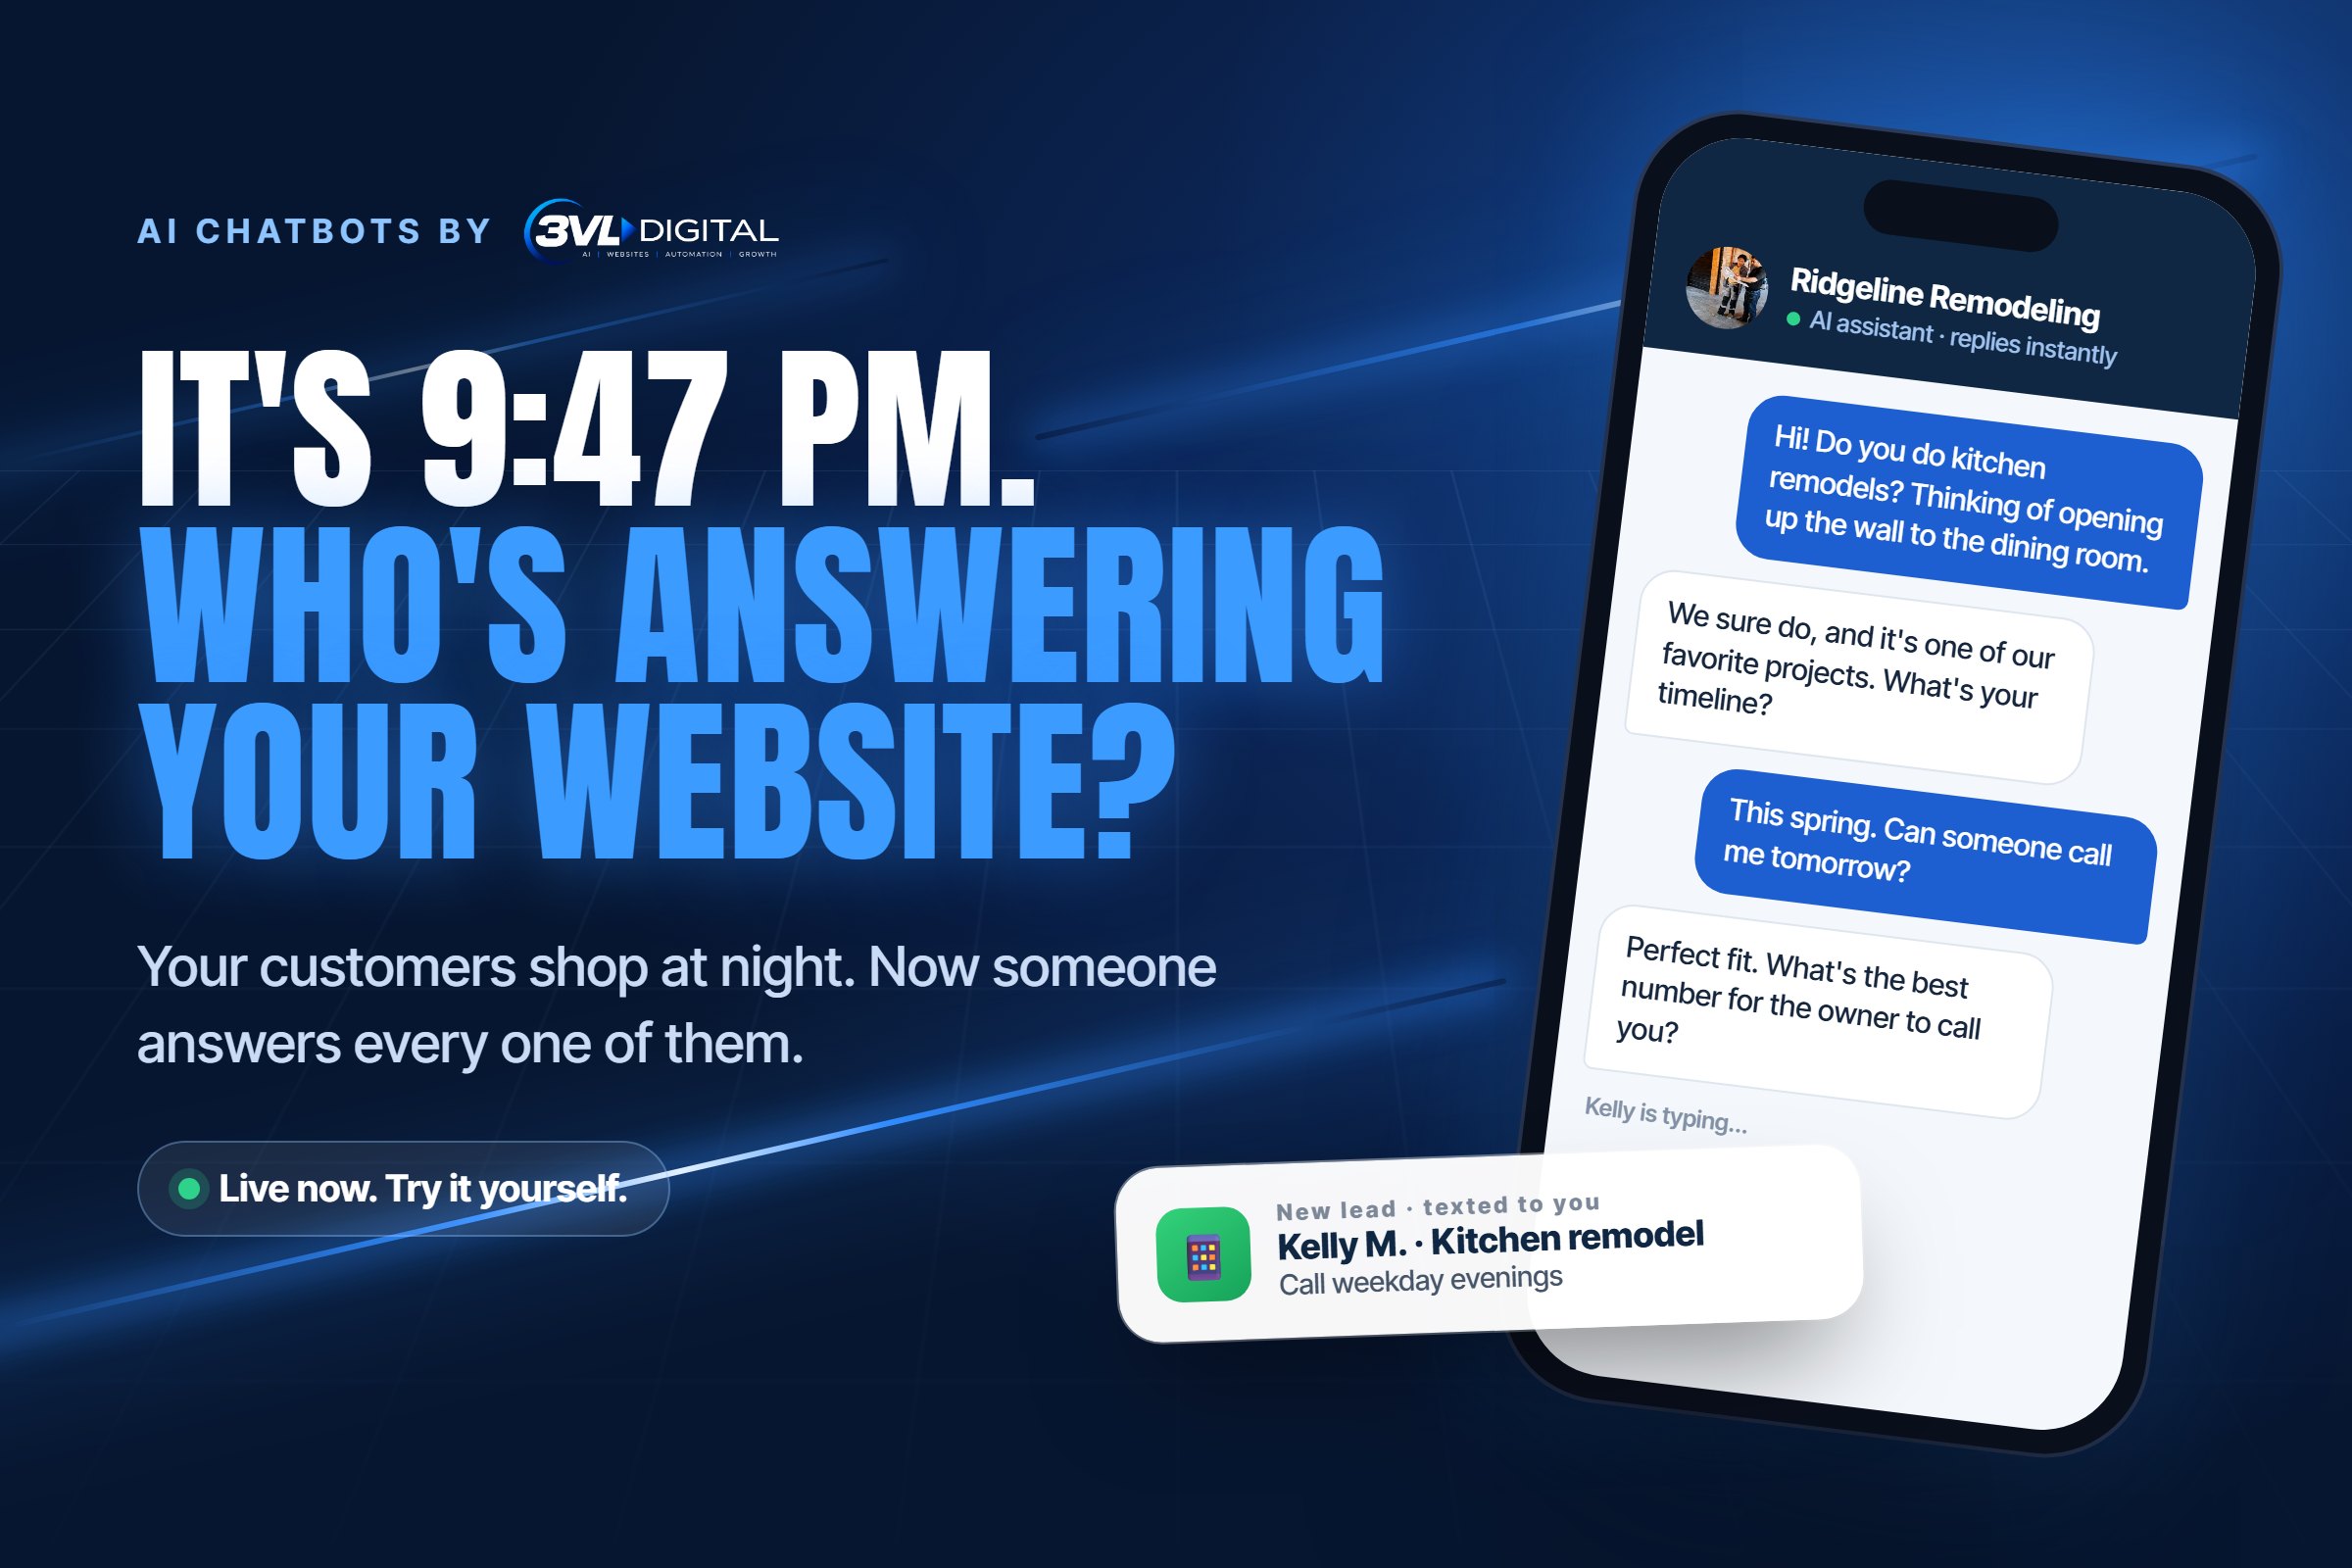 AI CHATBOTS BY
3VL DIGITAL
AI | WEBSITES | AUTOMATION | GROWTH
IT'S 9:47 PM.
WHO'S ANSWERING
YOUR WEBSITE?
Your customers shop at night. Now someone
answers every one of them.
Live now. Try it yourself.
Ridgeline Remodeling
AI assistant · replies instantly
Hi! Do you do kitchen
remodels? Thinking of opening
up the wall to the dining room.
We sure do, and it's one of our
favorite projects. What's your
timeline?
This spring. Can someone call
me tomorrow?
Perfect fit. What's the best
number for the owner to call
you?
Kelly is typing...
New lead · texted to you
Kelly M. · Kitchen remodel
Call weekday evenings